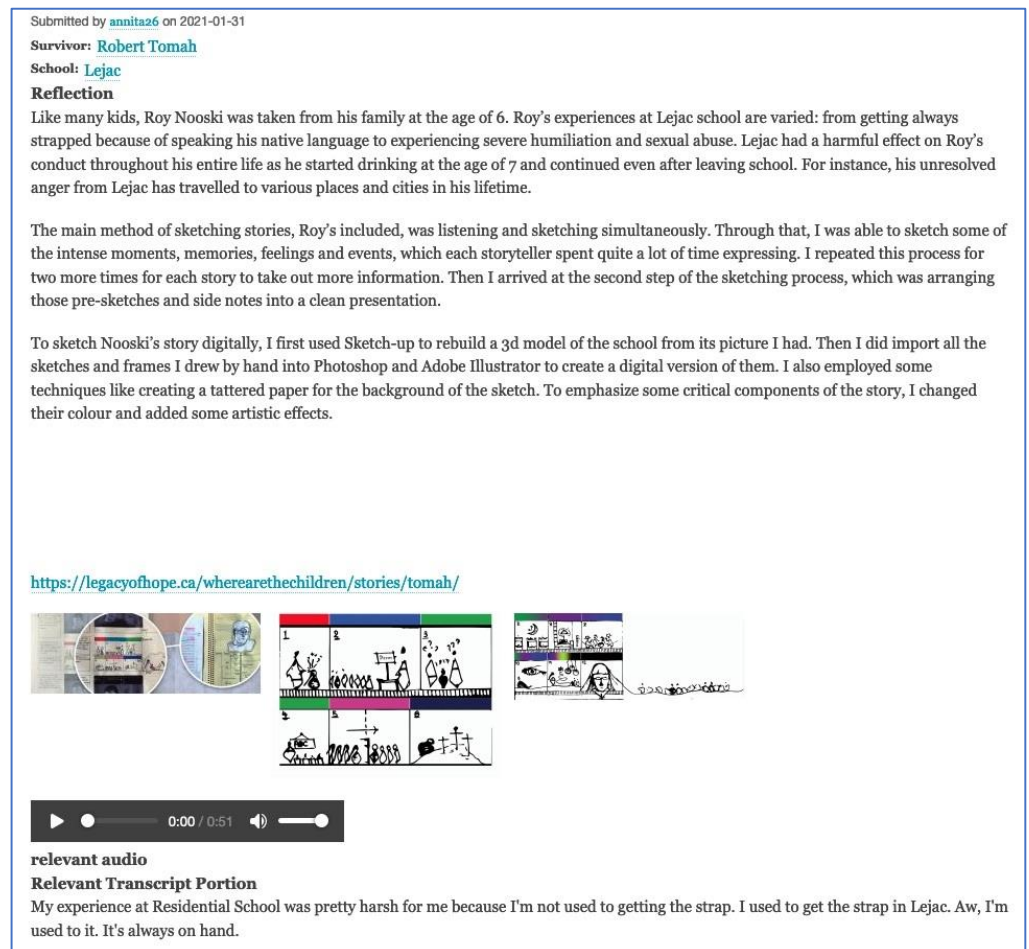 Submitted by annita26 on 2021-01-31
Survivor: Robert Tomah
School: Lejac
Reflection
Like many kids, Roy Nooski was taken from his family at the age of 6. Roy’s experiences at Lejac school are varied: from getting always
strapped because of speaking his native language to experiencing severe humiliation and sexual abuse. Lejac had a harmful effect on Roy’s
conduct throughout his entire life as he started drinking at the age of 7 and continued even after leaving school. For instance, his unresolved
anger from Lejac has travelled to various places and cities in his lifetime.
The main method of sketching stories, Roy’s included, was listening and sketching simultaneously. Through that, I was able to sketch some of
the intense moments, memories, feelings and events, which each storyteller spent quite a lot of time expressing. I repeated this process for
two more times for each story to take out more information. Then I arrived at the second step of the sketching process, which was arranging
those pre-sketches and side notes into a clean presentation.
To sketch Nooski’s story digitally, I first used Sketch-up to rebuild a 3d model of the school from its picture I had. Then I did import all the
sketches and frames I drew by hand into Photoshop and Adobe Illustrator to create a digital version of them. I also employed some
techniques like creating a tattered paper for the background of the sketch. To emphasize some critical components of the story, I changed
their colour and added some artistic effects.
https://legacyofhope.ca/wherearethechildren/stories/tomah/
1 2 3
5 6
0:00 / 0:51
relevant audio
Relevant Transcript Portion
My experience at Residential School was pretty harsh for me because I'm not used to getting the strap. I used to get the strap in Lejac. Aw, I'm
used to it. It's always on hand.